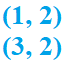 (1, 2)
(3, 2)